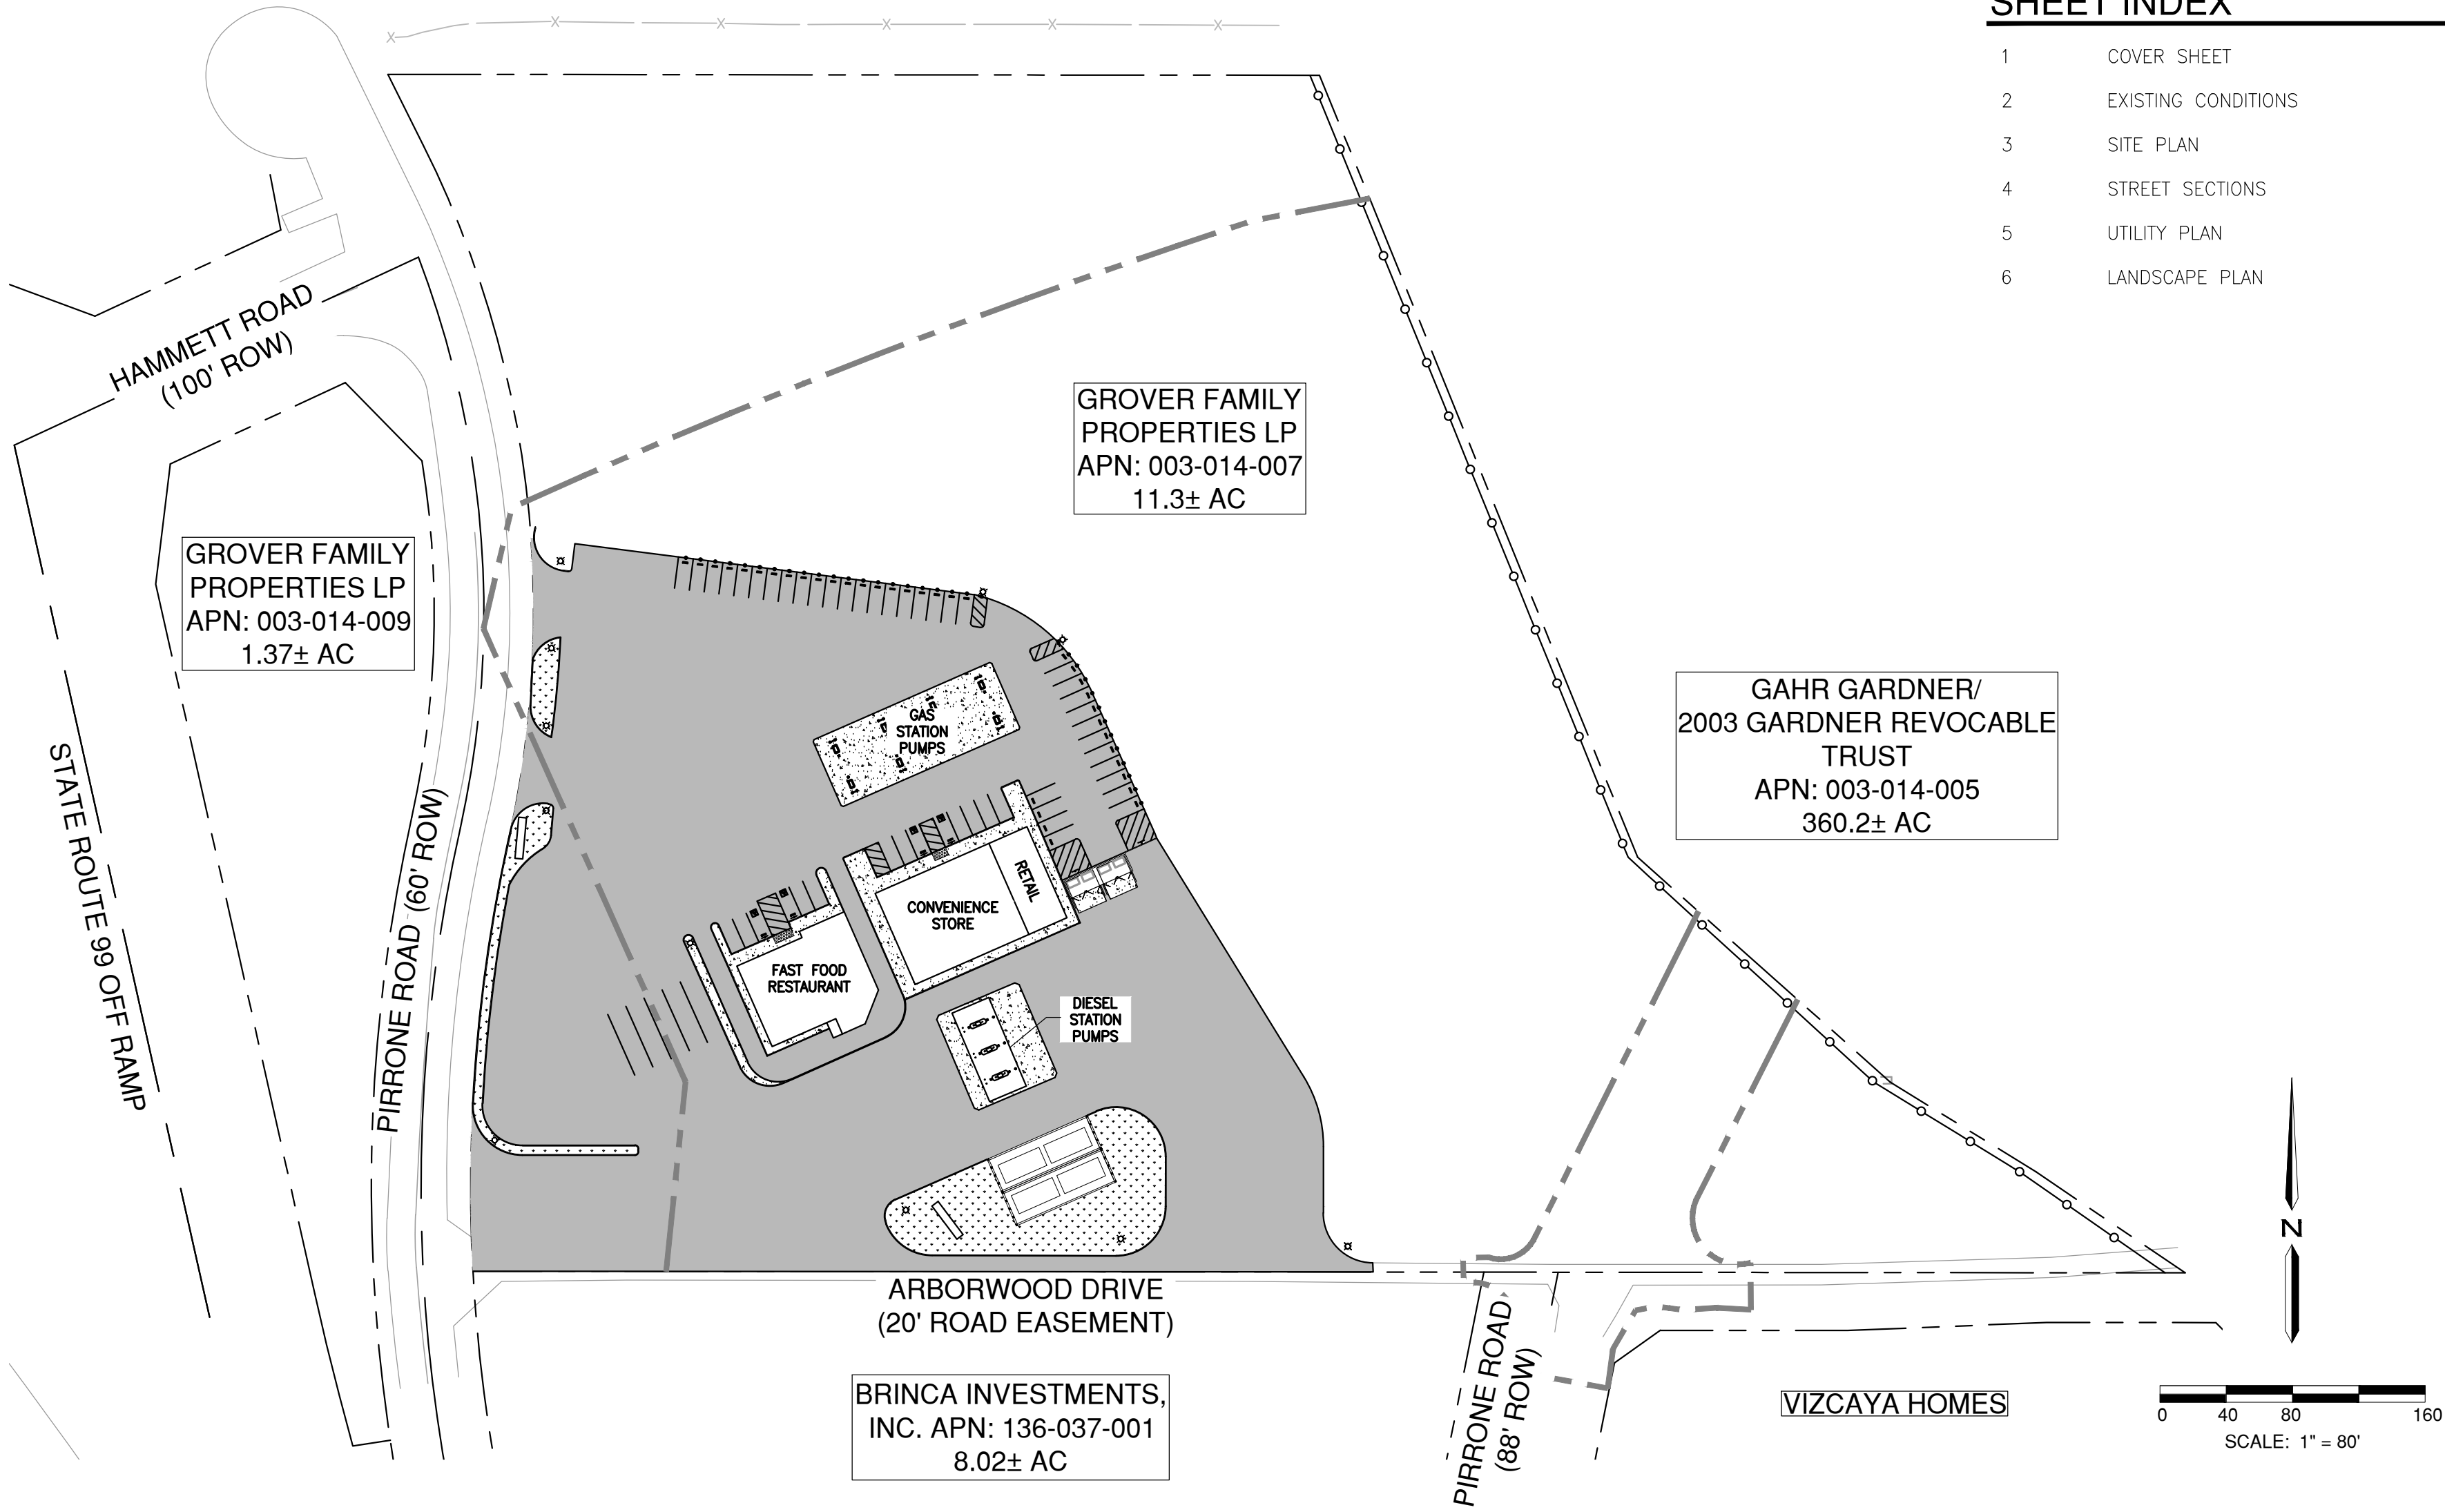 SHEET INDEX
1 COVER SHEET
2 EXISTING CONDITIONS
3 SITE PLAN
4 STREET SECTIONS
5 UTILITY PLAN
6 LANDSCAPE PLAN
HAMMETT ROAD
(100' ROW)
GROVER FAMILY
PROPERTIES LP
APN: 003-014-007
11.3± AC
GROVER FAMILY
PROPERTIES LP
APN: 003-014-009
1.37± AC
GAHR GARDNER/
2003 GARDNER REVOCABLE
TRUST
APN: 003-014-005
360.2± AC
STATE ROUTE 99 OFF RAMP
PIRRONE ROAD (60' ROW)
GAS
STATION
PUMPS
RETAIL
CONVENIENCE
STORE
FAST FOOD
RESTAURANT
DIESEL
STATION
PUMPS
ARBORWOOD DRIVE
(20' ROAD EASEMENT)
BRINCA INVESTMENTS,
INC. APN: 136-037-001
8.02± AC
PIRRONE ROAD
(88' ROW)
VIZCAYA HOMES
N
0 40 80 160
SCALE: 1" = 80'